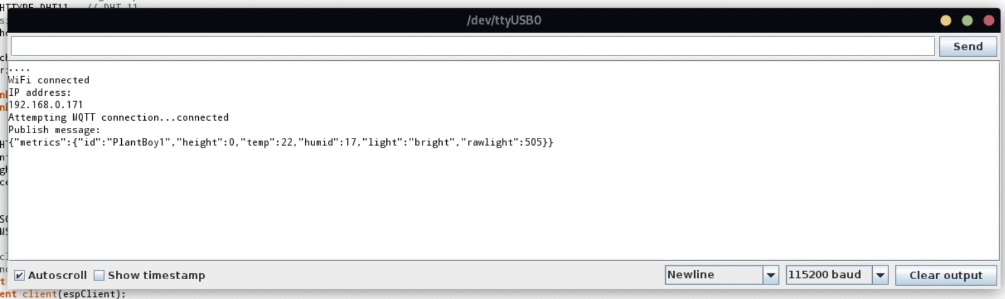 HTTYPE DHT11 // DHT 11
/dev/ttyUSB0
Send
....
WiFi connected
IP address:
192.168.0.171
Attempting MQTT connection...connected
Publish message:
{"metrics":{"id":"PlantBoy1","height":0,"temp":22,"humid":17,"light":"bright","rawlight":505}}
Autoscroll
Show timestamp
Newline
115200 baud
Clear output
ent client(espClient);